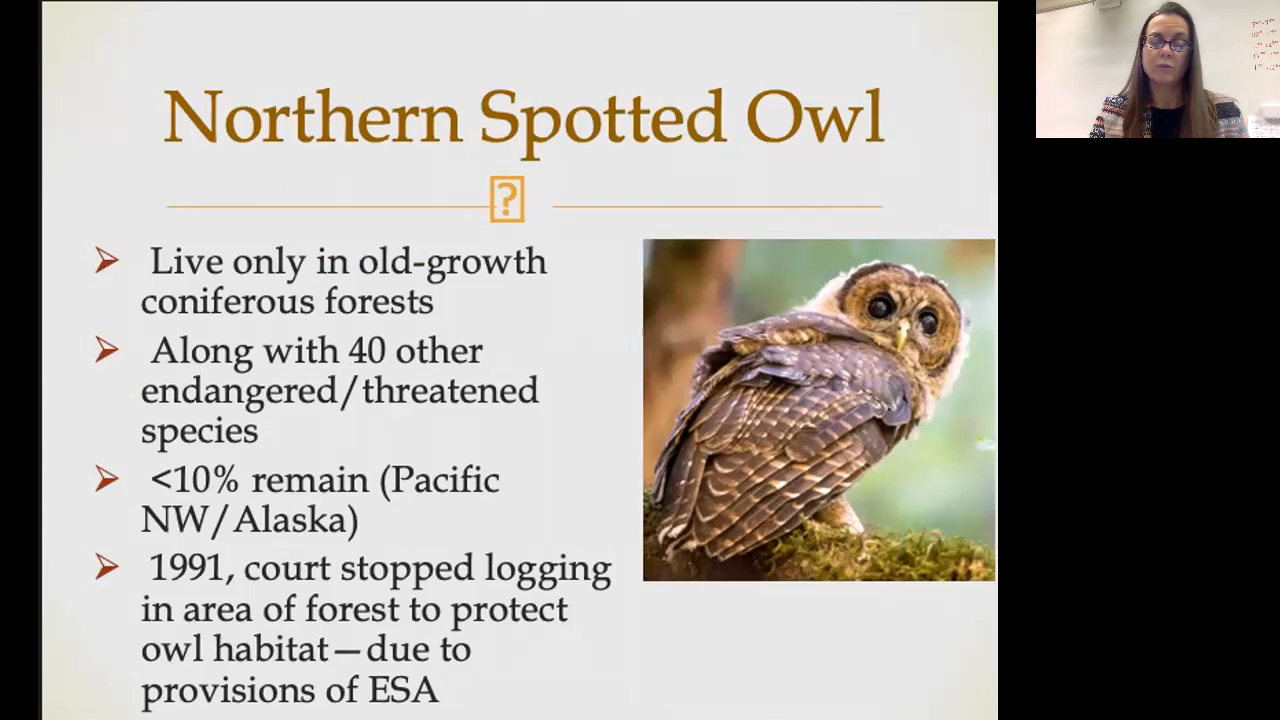 Northern Spotted Owl
Live only in old-growth
coniferous forests
Along with 40 other
endangered/threatened
species
<10% remain (Pacific
NW/Alaska)
1991, court stopped logging
in area of forest to protect
owl habitat—due to
provisions of ESA